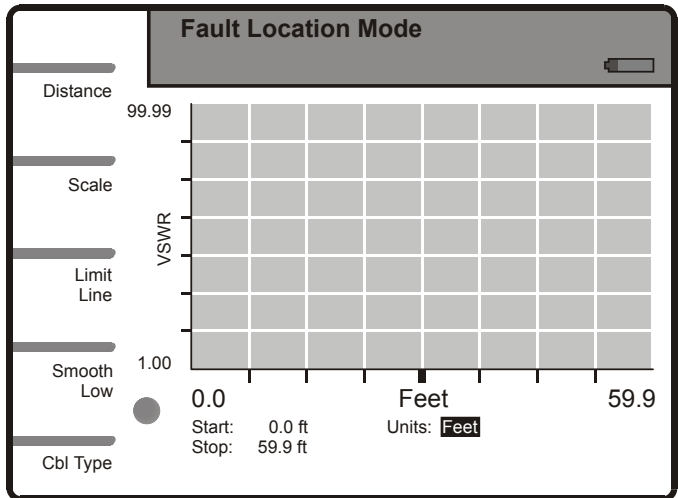 Fault Location Mode
Distance
Scale
Limit
Line
Smooth
Low
Cbl Type
99.99
VSWR
1.00
0.0 Feet 59.9
Start: 0.0 ft Units: Feet
Stop: 59.9 ft